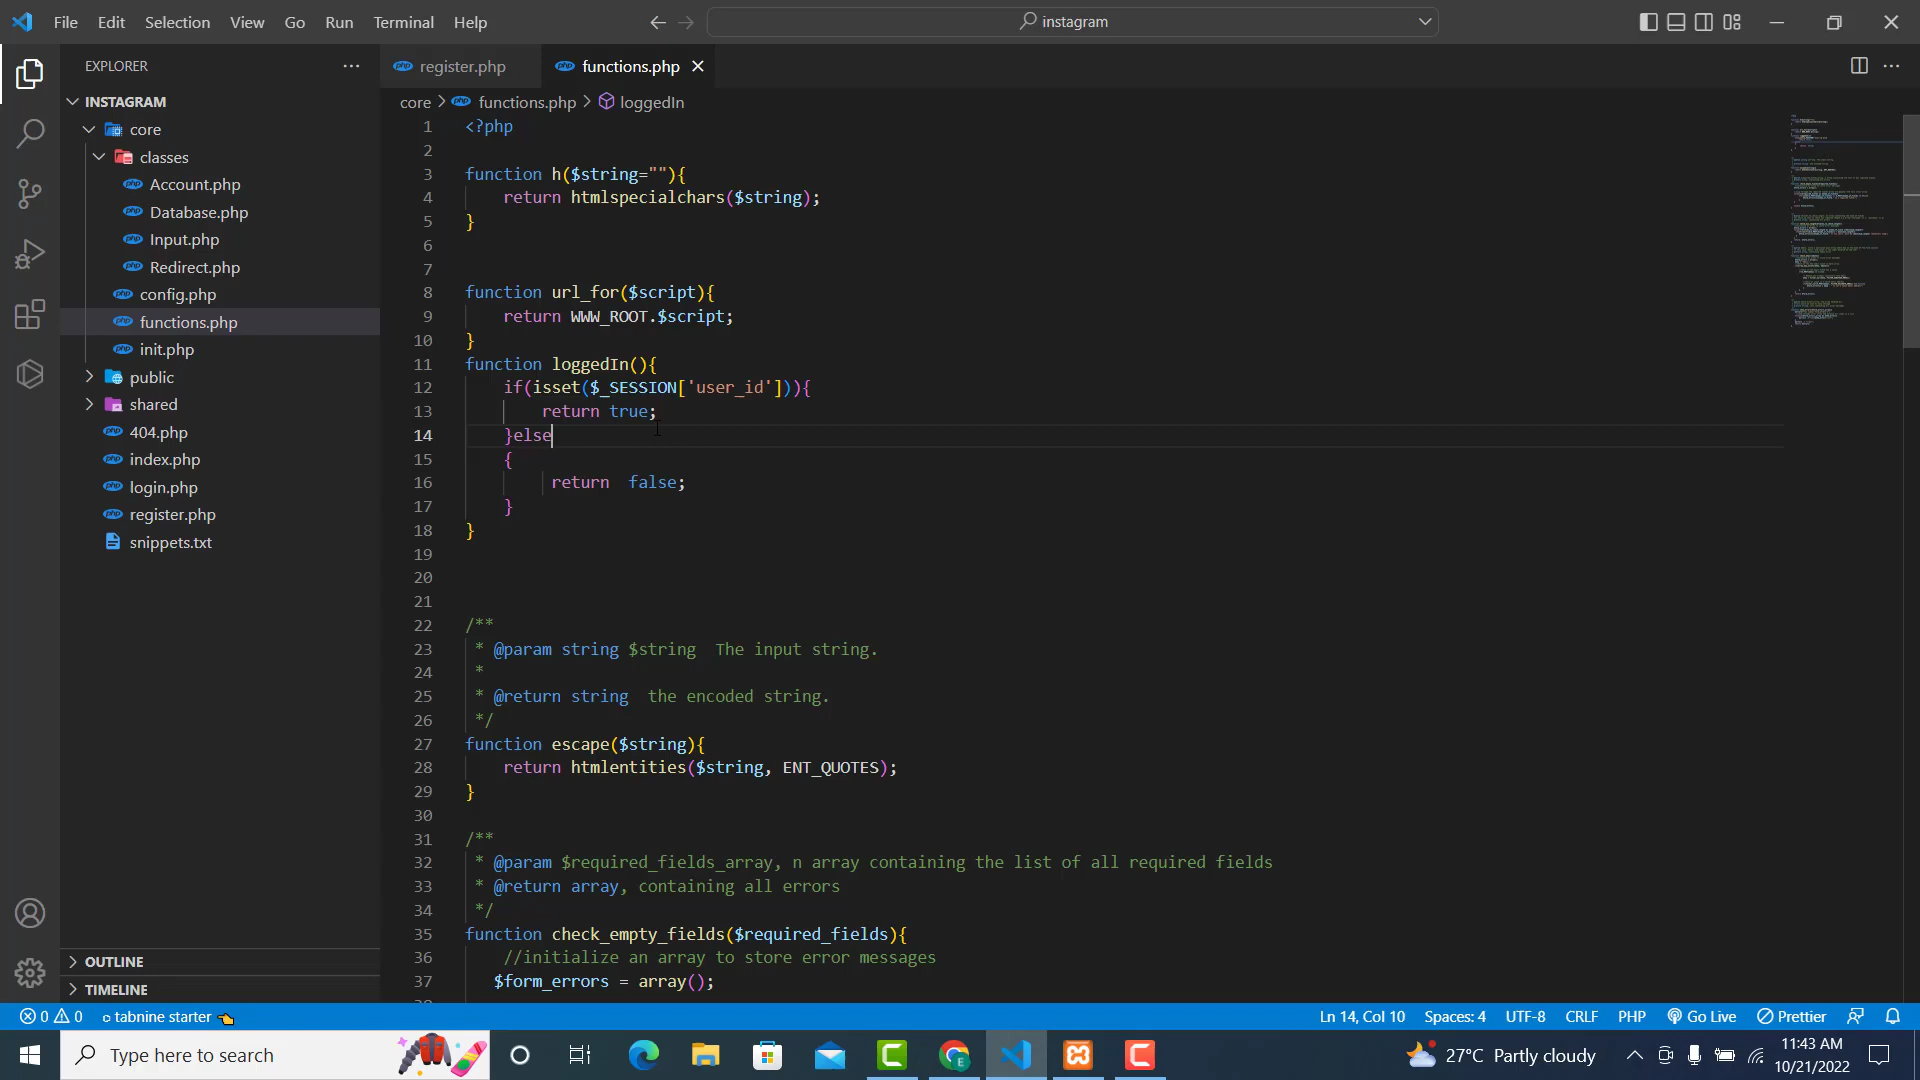 File Edit Selection View Go Run Terminal Help
instagram
EXPLORER
INSTAGRAM
core
classes
Account.php
Database.php
Input.php
Redirect.php
config.php
functions.php
init.php
public
shared
404.php
index.php
login.php
register.php
snippets.txt
OUTLINE
TIMELINE
register.php functions.php
core > functions.php > loggedIn
1 <?php
2
3 function h($string=""){
4 return htmlspecialchars($string);
5 }
6
7
8 function url_for($script){
9 return WWW_ROOT.$script;
10 }
11 function loggedIn(){
12 if(isset($_SESSION['user_id'])){
13 return true;
14 }else
15 {
16 return  false;
17 }
18 }
19
20
21
22 /**
23 * @param string $string  The input string.
24 *
25 * @return string  the encoded string.
26 */
27 function escape($string){
28 return htmlentities($string, ENT_QUOTES);
29 }
30
31 /**
32 * @param $required_fields_array, n array containing the list of all required fields
33 * @return array, containing all errors
34 */
35 function check_empty_fields($required_fields){
36 //initialize an array to store error messages
37 $form_errors = array();
0 0 tabnine starter
Ln 14, Col 10 Spaces: 4 UTF-8 CRLF PHP Go Live Prettier
Type here to search
27°C Partly cloudy
11:43 AM
10/21/2022